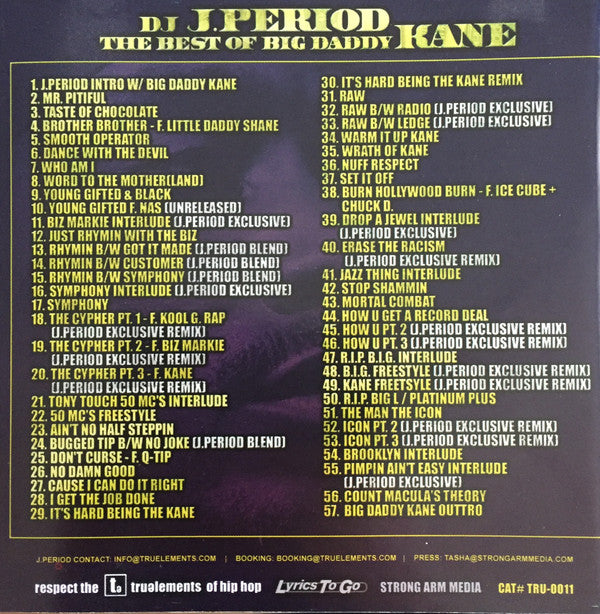 DJ J.PERIOD
THE BEST OF BIG DADDY KANE
1. J.PERIOD INTRO W/ BIG DADDY KANE
2. MR. PITIFUL
3. TASTE OF CHOCOLATE
4. BROTHER BROTHER - F. LITTLE DADDY SHANE
5. SMOOTH OPERATOR
6. DANCE WITH THE DEVIL
7. WHO AM I
8. WORD TO THE MOTHER(LAND)
9. YOUNG GIFTED & BLACK
10. YOUNG GIFTED F. NAS (UNRELEASED)
11. BIZ MARKIE INTERLUDE (J.PERIOD EXCLUSIVE)
12. JUST RHYMIN WITH THE BIZ
13. RHYMIN B/W GOT IT MADE (J.PERIOD BLEND)
14. RHYMIN B/W CUSTOMER (J.PERIOD BLEND)
15. RHYMIN B/W SYMPHONY (J.PERIOD BLEND)
16. SYMPHONY INTERLUDE (J.PERIOD EXCLUSIVE)
17. SYMPHONY
18. THE CYPHER PT. 1 - F. KOOL G. RAP
(J.PERIOD EXCLUSIVE REMIX)
19. THE CYPHER PT. 2 - F. BIZ MARKIE
(J.PERIOD EXCLUSIVE REMIX)
20. THE CYPHER PT. 3 - F. KANE
(J.PERIOD EXCLUSIVE REMIX)
21. TONY TOUCH 50 MC'S INTERLUDE
22. 50 MC'S FREESTYLE
23. AIN'T NO HALF STEPPIN
24. BUGGED TIP B/W NO JOKE (J.PERIOD BLEND)
25. DON'T CURSE - F. Q-TIP
26. NO DAMN GOOD
27. CAUSE I CAN DO IT RIGHT
28. I GET THE JOB DONE
29. IT'S HARD BEING THE KANE
30. IT'S HARD BEING THE KANE REMIX
31. RAW
32. RAW B/W RADIO (J.PERIOD EXCLUSIVE)
33. RAW B/W LEDGE (J.PERIOD EXCLUSIVE)
34. WARM IT UP KANE
35. WRATH OF KANE
36. NUFF RESPECT
37. SET IT OFF
38. BURN HOLLYWOOD BURN - F. ICE CUBE +
CHUCK D.
39. DROP A JEWEL INTERLUDE
(J.PERIOD EXCLUSIVE)
40. ERASE THE RACISM
(J.PERIOD EXCLUSIVE REMIX)
41. JAZZ THING INTERLUDE
42. STOP SHAMMIN
43. MORTAL COMBAT
44. HOW U GET A RECORD DEAL
45. HOW U PT. 2 (J.PERIOD EXCLUSIVE REMIX)
46. HOW U PT. 3 (J.PERIOD EXCLUSIVE REMIX)
47. R.I.P. B.I.G. INTERLUDE
48. B.I.G. FREESTYLE (J.PERIOD EXCLUSIVE REMIX)
49. KANE FREETSYLE (J.PERIOD EXCLUSIVE REMIX)
50. R.I.P. BIG L / PLATINUM PLUS
51. THE MAN THE ICON
52. ICON PT. 2 (J.PERIOD EXCLUSIVE REMIX)
53. ICON PT. 3 (J.PERIOD EXCLUSIVE REMIX)
54. BROOKLYN INTERLUDE
55. PIMPIN AIN'T EASY INTERLUDE
(J.PERIOD EXCLUSIVE)
56. COUNT MACULA'S THEORY
57. BIG DADDY KANE OUTTRO
J.PERIOD CONTACT: INFO@TRUELEMENTS.COM | BOOKING: BOOKING@TRUELEMENTS.COM | PRESS: TASHA@STRONGARMMEDIA.COM
respect the t. truelements of hip hop Lyrics To Go STRONG ARM MEDIA CAT# TRU-0011